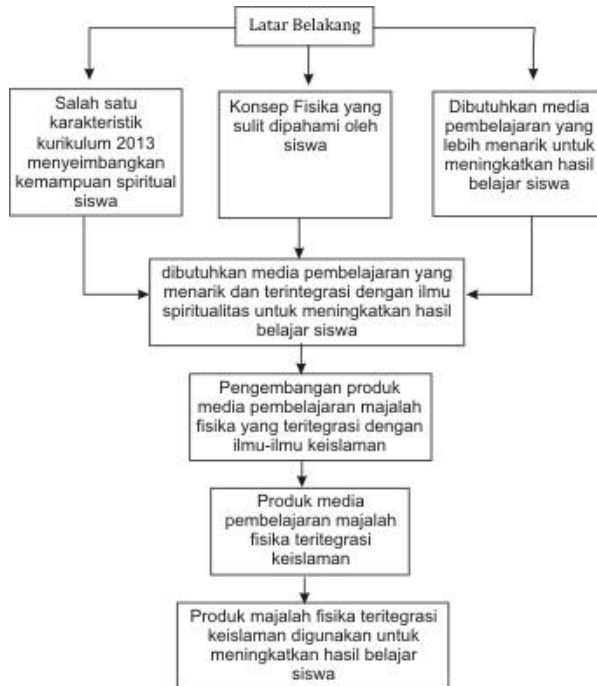 Latar Belakang
Salah satu
karakteristik
kurikulum 2013
menyeimbangkan
kemampuan spiritual
siswa
Konsep Fisika yang
sulit dipahami oleh
siswa
Dibutuhkan media
pembelajaran yang
lebih menarik untuk
meningkatkan hasil
belajar siswa
dibutuhkan media pembelajaran yang
menarik dan terintegrasi dengan ilmu
spiritualitas untuk meningkatkan hasil
belajar siswa
Pengembangan produk
media pembelajaran majalah
fisika yang teritegrasi dengan
ilmu-ilmu keislaman
Produk media
pembelajaran majalah
fisika teritegrasi
keislaman
Produk majalah fisika teritegrasi
keislaman digunakan untuk
meningkatkan hasil belajar
siswa